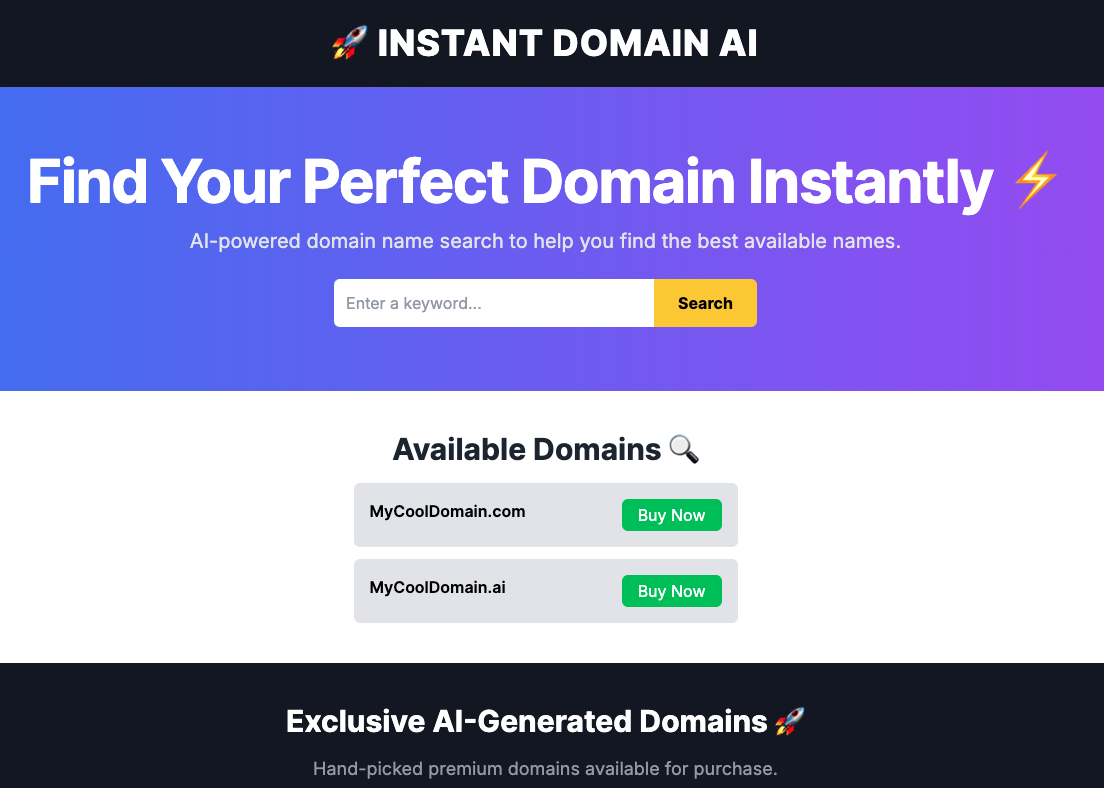 🚀 INSTANT DOMAIN AI
Find Your Perfect Domain Instantly ⚡
AI-powered domain name search to help you find the best available names.
Enter a keyword...
Search
Available Domains 🔍
MyCoolDomain.com
Buy Now
MyCoolDomain.ai
Buy Now
Exclusive AI-Generated Domains 🚀
Hand-picked premium domains available for purchase.